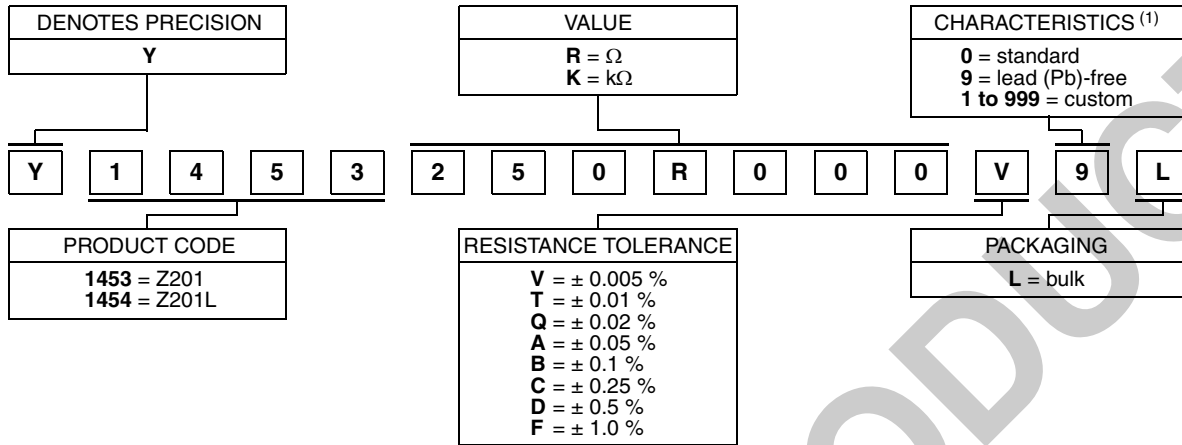 DENOTES PRECISION
Y
VALUE
R = Ω
K = kΩ
CHARACTERISTICS (1)
0 = standard
9 = lead (Pb)-free
1 to 999 = custom
Y 1 4 5 3 2 5 0 R 0 0 0 V 9 L
PRODUCT CODE
1453 = Z201
1454 = Z201L
RESISTANCE TOLERANCE
V = ± 0.005 %
T = ± 0.01 %
Q = ± 0.02 %
A = ± 0.05 %
B = ± 0.1 %
C = ± 0.25 %
D = ± 0.5 %
F = ± 1.0 %
PACKAGING
L = bulk